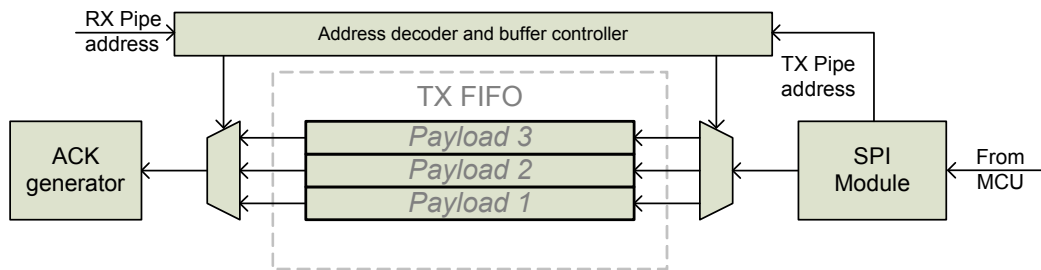 RX Pipe
address
Address decoder and buffer controller
TX Pipe
address
TX FIFO
Payload 3
Payload 2
Payload 1
ACK
generator
SPI
Module
From
MCU